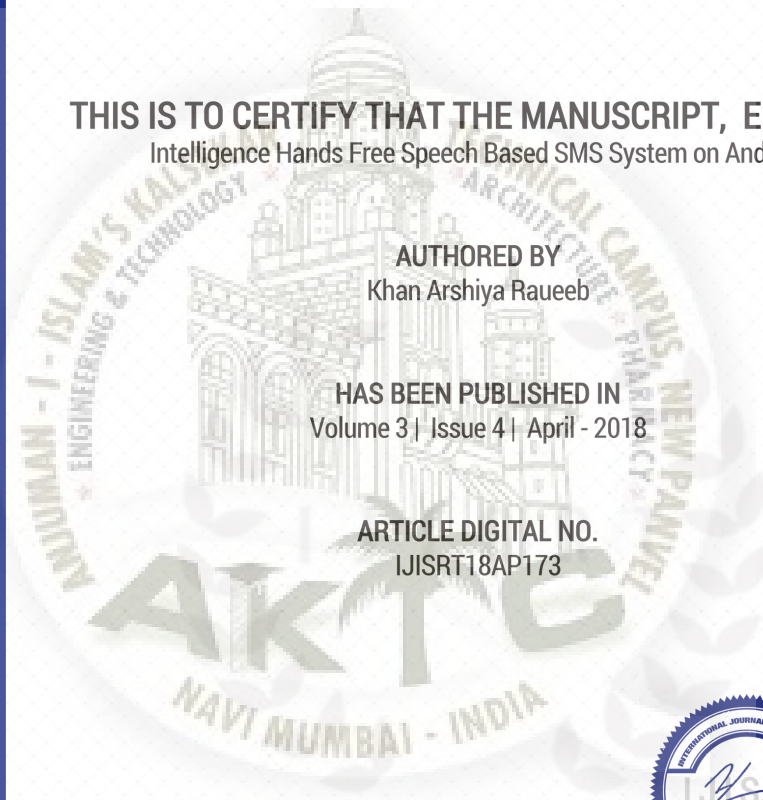 THIS IS TO CERTIFY THAT THE MANUSCRIPT, E
Intelligence Hands Free Speech Based SMS System on And
AUTHORED BY
Khan Arshiya Raueeb
HAS BEEN PUBLISHED IN
Volume 3 | Issue 4 | April - 2018
ARTICLE DIGITAL NO.
IJISRT18AP173
ANJUMAN - I - ISLAM'S KALSEKAR TECHNICAL CAMPUS, NEW PANVEL
ENGINEERING & TECHNOLOGY
ARCHITECTURE
PHARMACY
AKTC
NAVI MUMBAI - INDIA
INTERNATIONAL JOURNAL